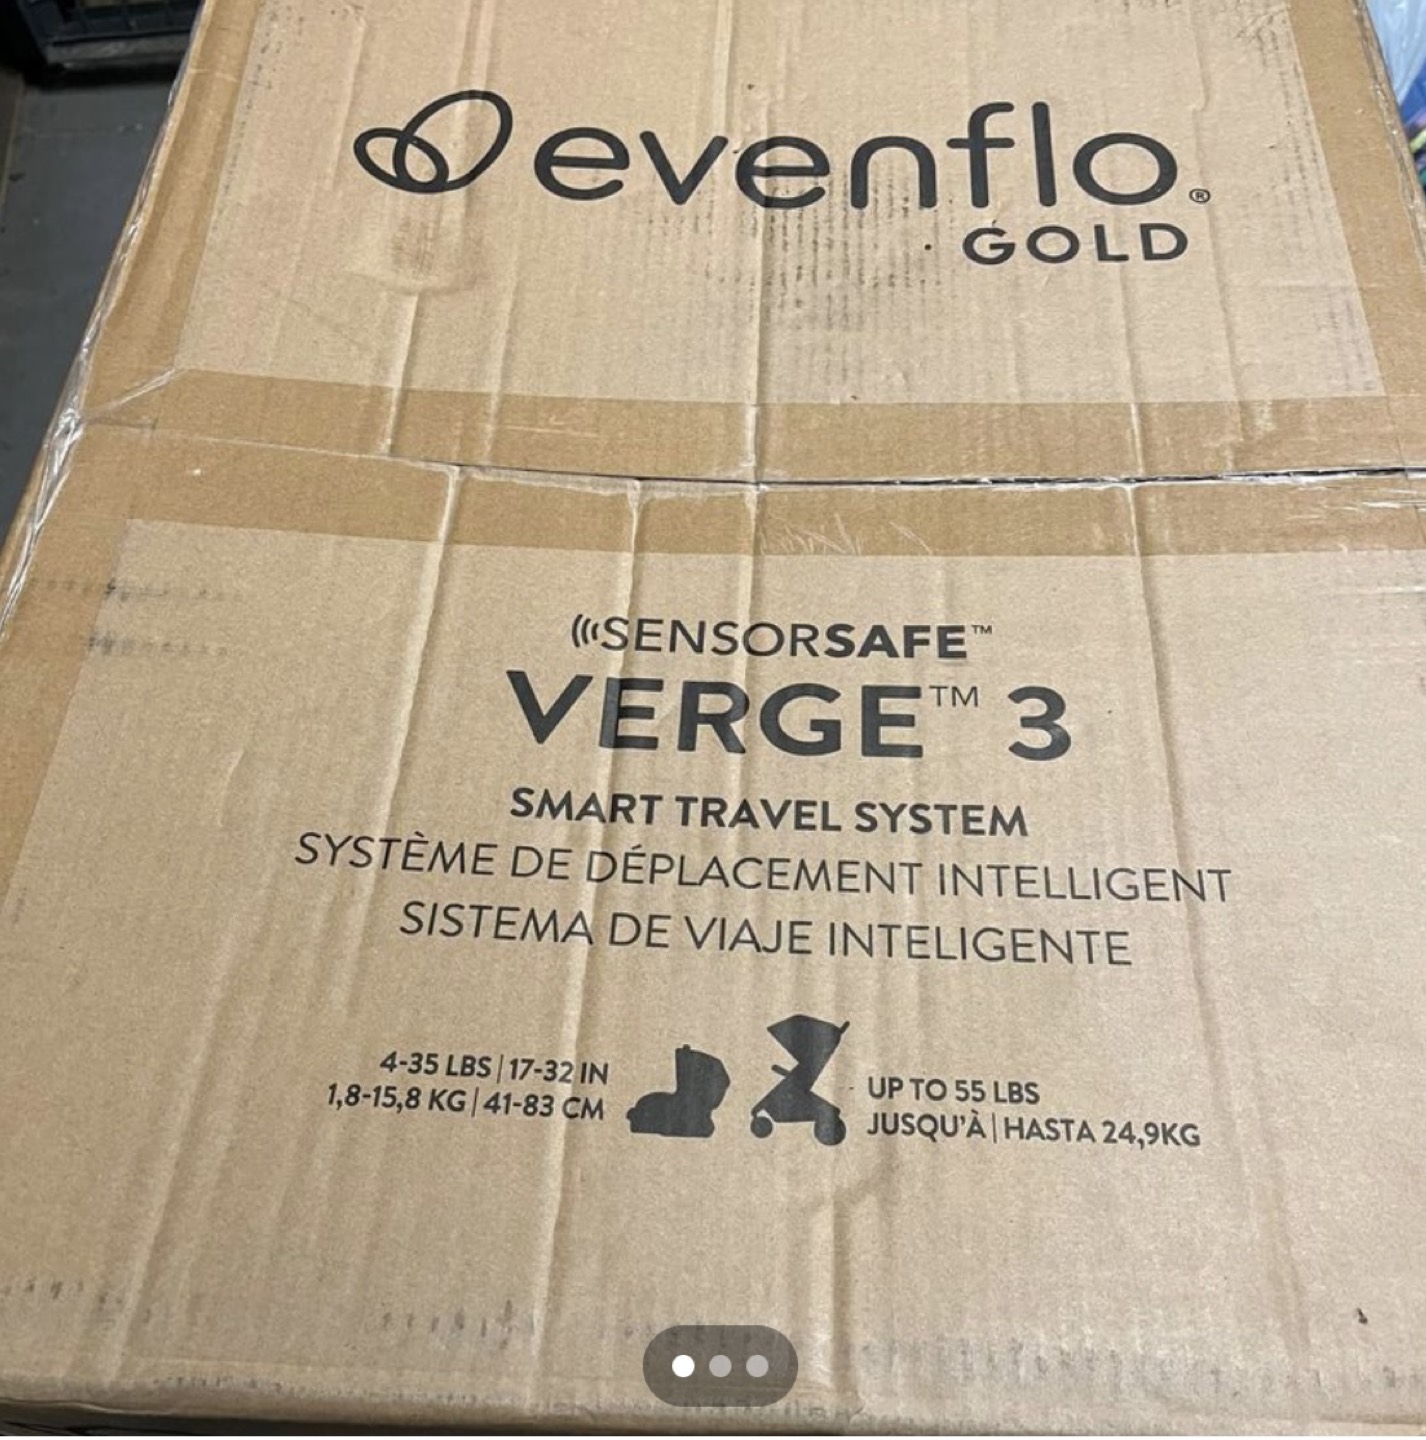 evenflo®
GOLD
SENSORSAFE™
VERGE™ 3
SMART TRAVEL SYSTEM
SYSTÈME DE DÉPLACEMENT INTELLIGENT
SISTEMA DE VIAJE INTELIGENTE
4-35 LBS | 17-32 IN
1,8-15,8 KG | 41-83 CM
UP TO 55 LBS
JUSQU'À | HASTA 24,9KG